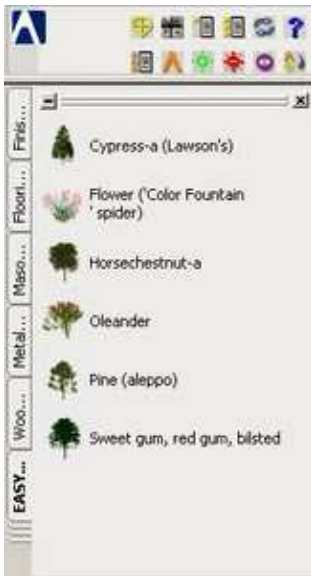 Finis...
Floori...
Maso...
Metal...
Woo...
EASY...
Cypress-a (Lawson's)
Flower ('Color Fountain
' spider)
Horsechestnut-a
Oleander
Pine (aleppo)
Sweet gum, red gum, bilsted